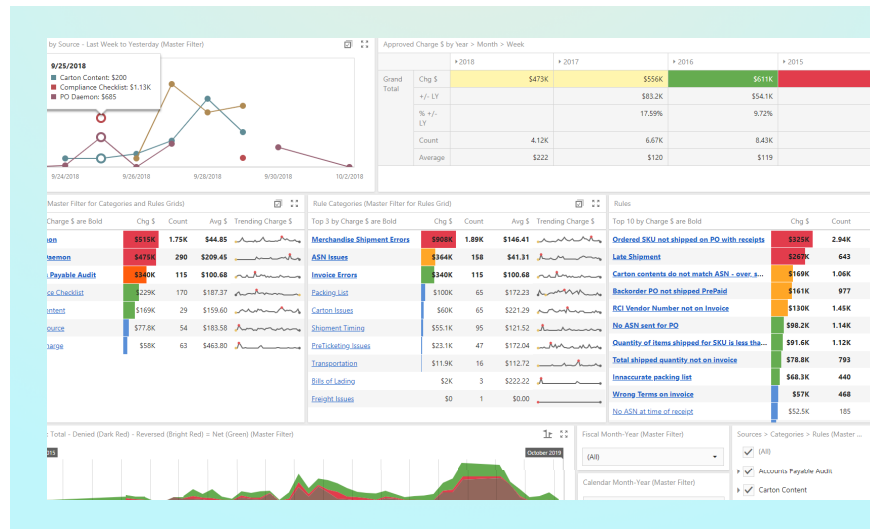 by Source - Last Week to Yesterday (Master Filter)
9/25/2018
Carton Content: $200
Compliance Checklist: $1.13K
PO Daemon: $685
9/24/2018 9/26/2018 9/28/2018 9/30/2018 10/2/2018
Approved Charge $ by Year > Month > Week
2018 2017 2016 2015
Grand Total Chg $ $473K $556K $611K
+/- LY $83.2K $54.1K
% +/- LY 17.59% 9.72%
Count 4.12K 6.67K 8.43K
Average $222 $120 $119
(Master Filter for Categories and Rules Grids)
Charge $ are Bold Chg $ Count Avg $ Trending Charge $
on $515K 1.75K $44.85
Daemon $475K 290 $209.45
Payable Audit $340K 115 $100.68
ce Checklist $229K 170 $187.37
ntent $169K 29 $159.60
ource $77.8K 54 $183.58
harge $58K 63 $463.80
Rule Categories (Master Filter for Rules Grid)
Top 3 by Charge $ are Bold Chg $ Count Avg $ Trending Charge $
Merchandise Shipment Errors $908K 1.89K $146.41
ASN Issues $364K 158 $41.31
Invoice Errors $340K 115 $100.68
Packing List $100K 65 $172.23
Carton Issues $60K 65 $221.29
Shipment Timing $55.1K 95 $121.52
PreTicketing Issues $23.1K 47 $172.04
Transportation $11.9K 16 $112.72
Bills of Lading $2K 3 $222.22
Freight Issues $0 1 $0.00
Rules
Top 10 by Charge $ are Bold Chg $ Count
Ordered SKU not shipped on PO with receipts $325K 2.94K
Late Shipment $267K 643
Carton contents do not match ASN - over, s... $169K 1.06K
Backorder PO not shipped PrePaid $161K 977
RCI Vendor Number not on Invoice $130K 1.45K
No ASN sent for PO $98.2K 1.14K
Quantity of items shipped for SKU is less tha... $91.6K 1.12K
Total shipped quantity not on invoice $78.8K 793
Innaccurate packing list $68.3K 440
Wrong Terms on invoice $57K 468
No ASN at time of receipt $52.5K 185
Total - Denied (Dark Red) - Reversed (Bright Red) = Net (Green) (Master Filter)
015 October 2019
Fiscal Month-Year (Master Filter)
(All)
Calendar Month-Year (Master Filter)
Sources > Categories > Rules (Master ...
(All)
Accounts Payable Audit
Carton Content